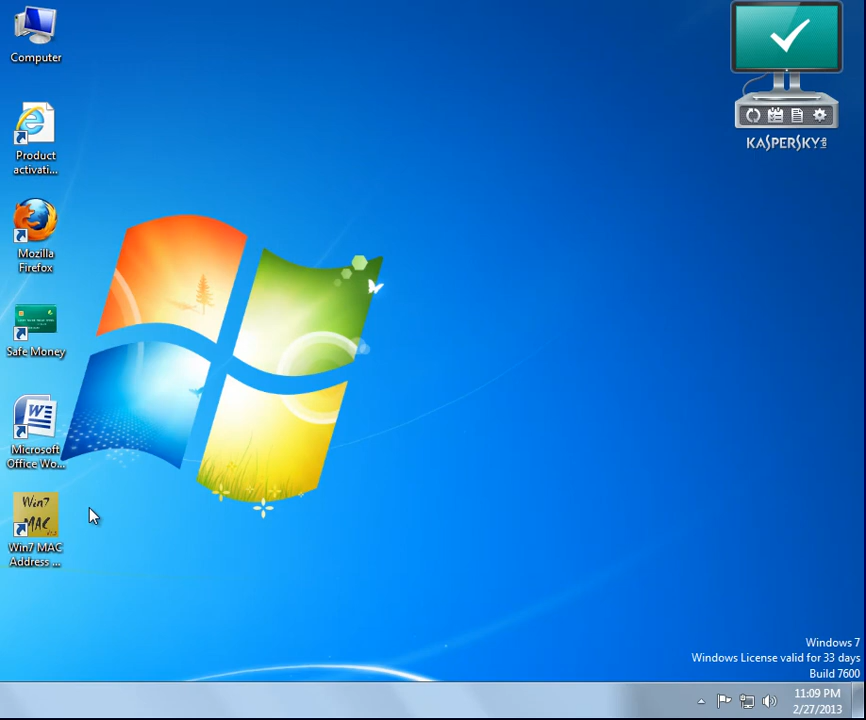 Computer
Product
activati...
Mozilla
Firefox
Safe Money
Microsoft
Office Wo...
Win7
MAC
Win7 MAC
Address ...
KASPERSKY
Windows 7
Windows License valid for 33 days
Build 7600
11:09 PM
2/27/2013